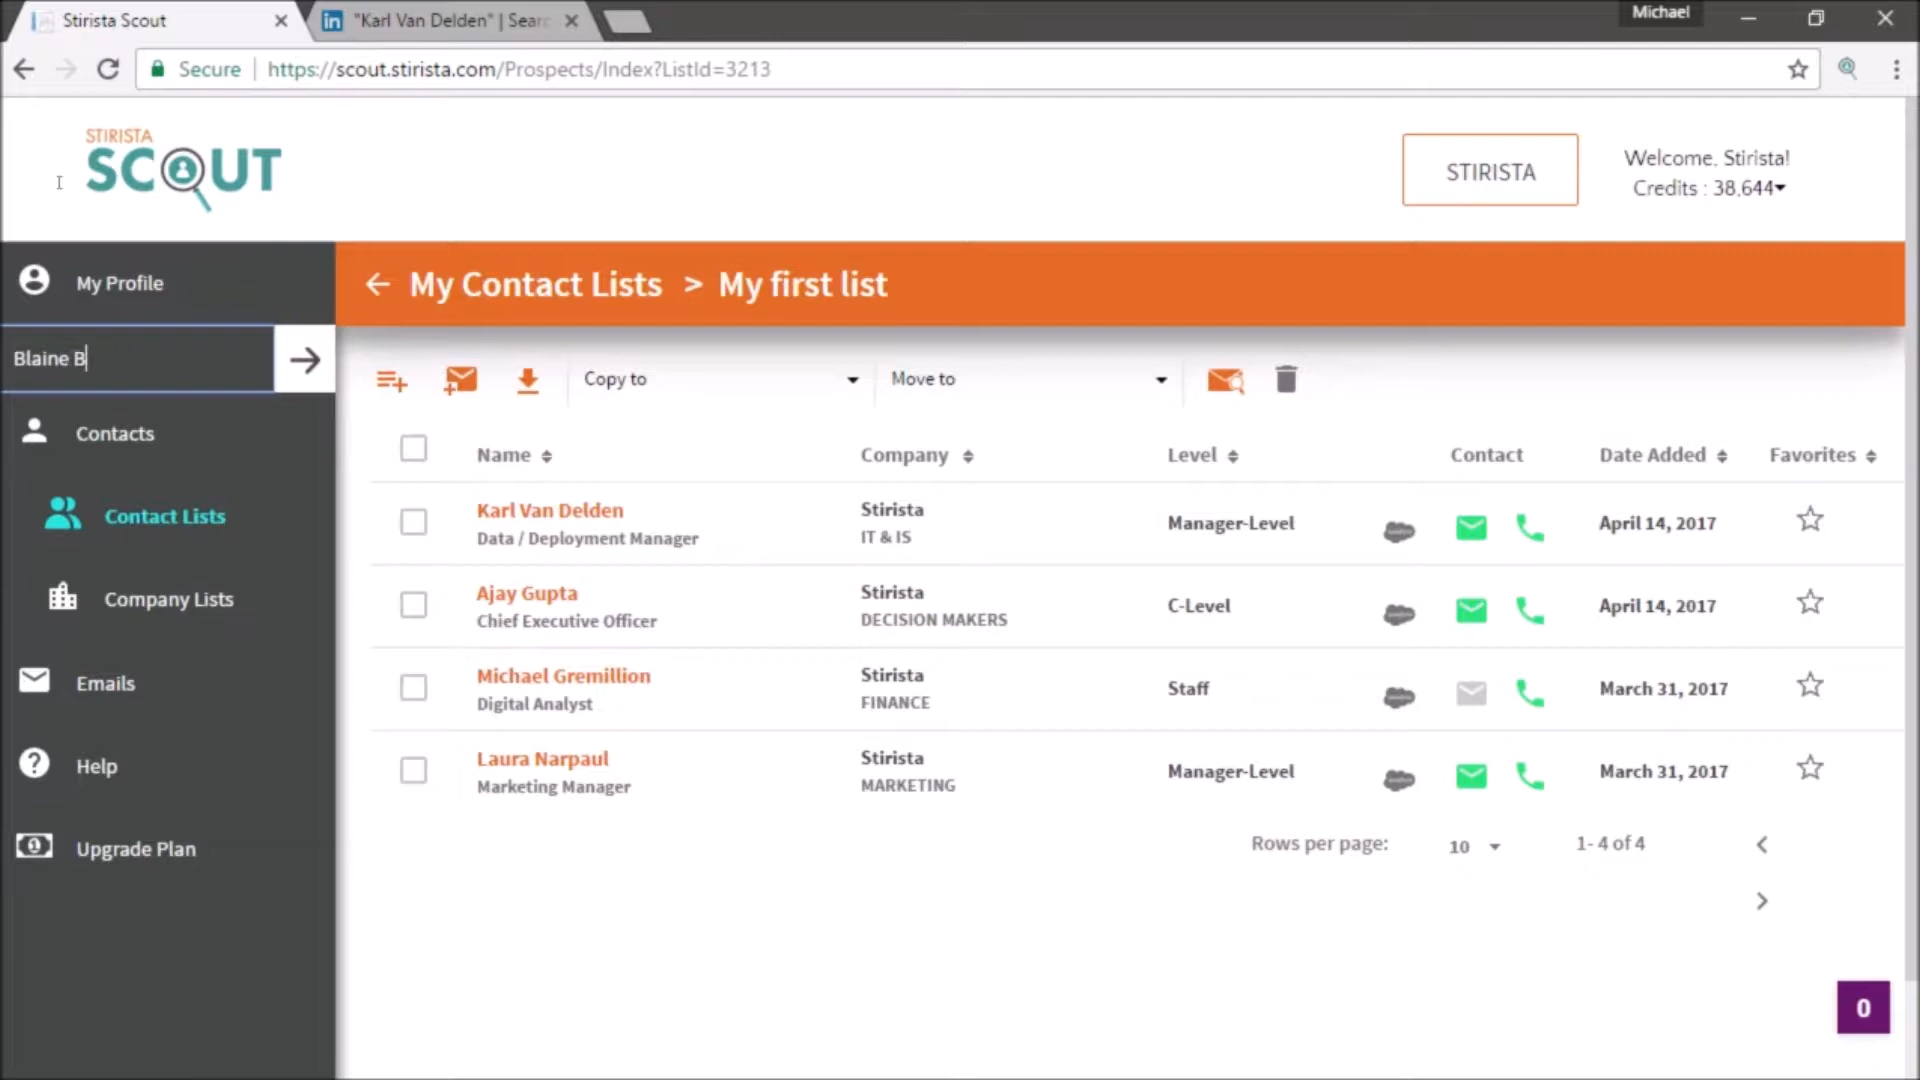 Stirista Scout
"Karl Van Delden" | Sear
Michael
Secure
https://scout.stirista.com/Prospects/Index?ListId=3213
STIRISTA
SCOUT
STIRISTA
Welcome, Stirista!
Credits : 38,644
My Profile
My Contact Lists > My first list
Blaine B
Copy to
Move to
Contacts
Contact Lists
Company Lists
Emails
Help
Upgrade Plan
Name Company Level Contact Date Added Favorites
Karl Van Delden Stirista Manager-Level April 14, 2017
Data / Deployment Manager IT & IS
Ajay Gupta Stirista C-Level April 14, 2017
Chief Executive Officer DECISION MAKERS
Michael Gremillion Stirista Staff March 31, 2017
Digital Analyst FINANCE
Laura Narpaul Stirista Manager-Level March 31, 2017
Marketing Manager MARKETING
Rows per page: 10 1- 4 of 4
0